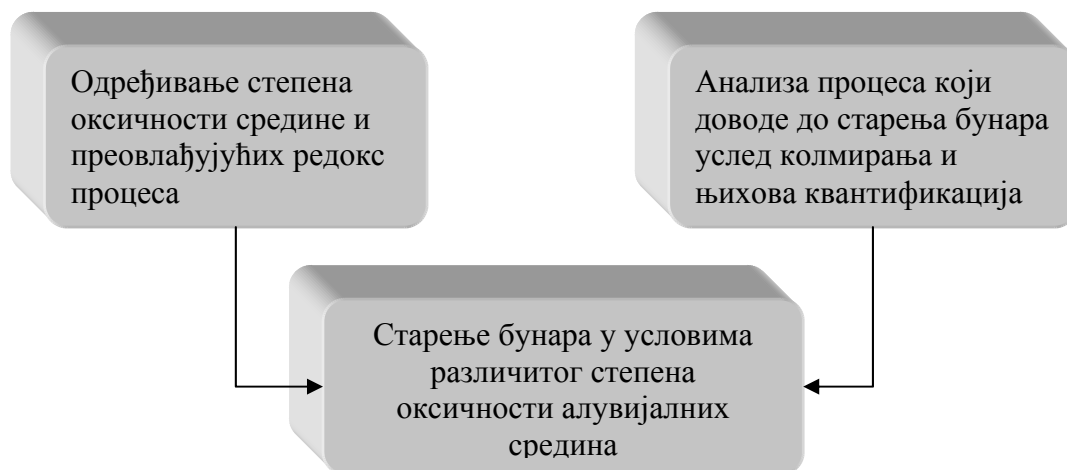 Одређивање степена
оксичности средине и
преовлађујућих редокс
процеса
Анализа процеса који
доводе до старења бунара
услед колмирања и
њихова квантификација
Старење бунара у условима
различитог степена
оксичности алувијалних
средина